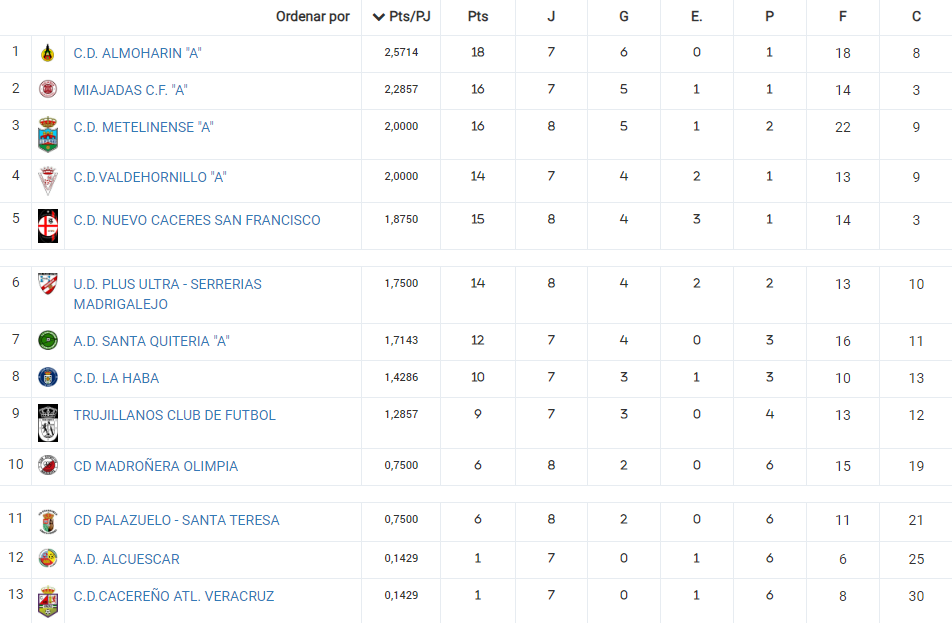 Ordenar por Pts/PJ Pts J G E. P F C
1 C.D. ALMOHARIN "A" 2,5714 18 7 6 0 1 18 8
2 MIAJADAS C.F. "A" 2,2857 16 7 5 1 1 14 3
3 C.D. METELINENSE "A" 2,0000 16 8 5 1 2 22 9
4 C.D.VALDEHORNILLO "A" 2,0000 14 7 4 2 1 13 9
5 C.D. NUEVO CACERES SAN FRANCISCO 1,8750 15 8 4 3 1 14 3
6 U.D. PLUS ULTRA - SERRERIAS 1,7500 14 8 4 2 2 13 10
MADRIGALEJO
7 A.D. SANTA QUITERIA "A" 1,7143 12 7 4 0 3 16 11
8 C.D. LA HABA 1,4286 10 7 3 1 3 10 13
9 TRUJILLANOS CLUB DE FUTBOL 1,2857 9 7 3 0 4 13 12
10 CD MADROÑERA OLIMPIA 0,7500 6 8 2 0 6 15 19
11 CD PALAZUELO - SANTA TERESA 0,7500 6 8 2 0 6 11 21
12 A.D. ALCUESCAR 0,1429 1 7 0 1 6 6 25
13 C.D.CACEREÑO ATL. VERACRUZ 0,1429 1 7 0 1 6 8 30